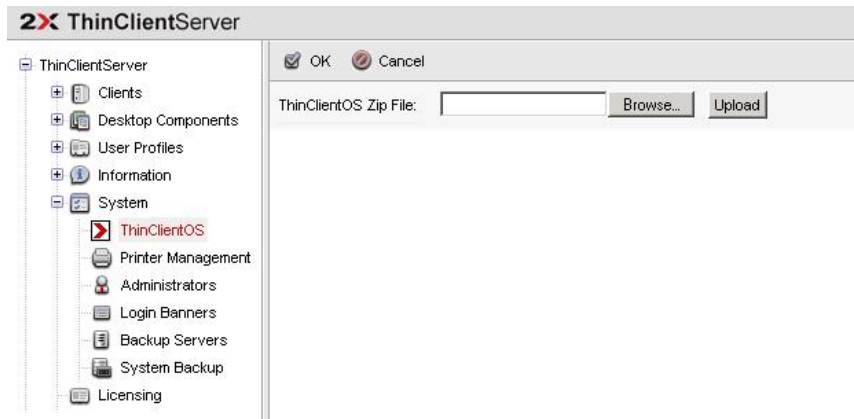 2X ThinClientServer
ThinClientServer
Clients
Desktop Components
User Profiles
Information
System
ThinClientOS
Printer Management
Administrators
Login Banners
Backup Servers
System Backup
Licensing
OK Cancel
ThinClientOS Zip File: Browse... Upload